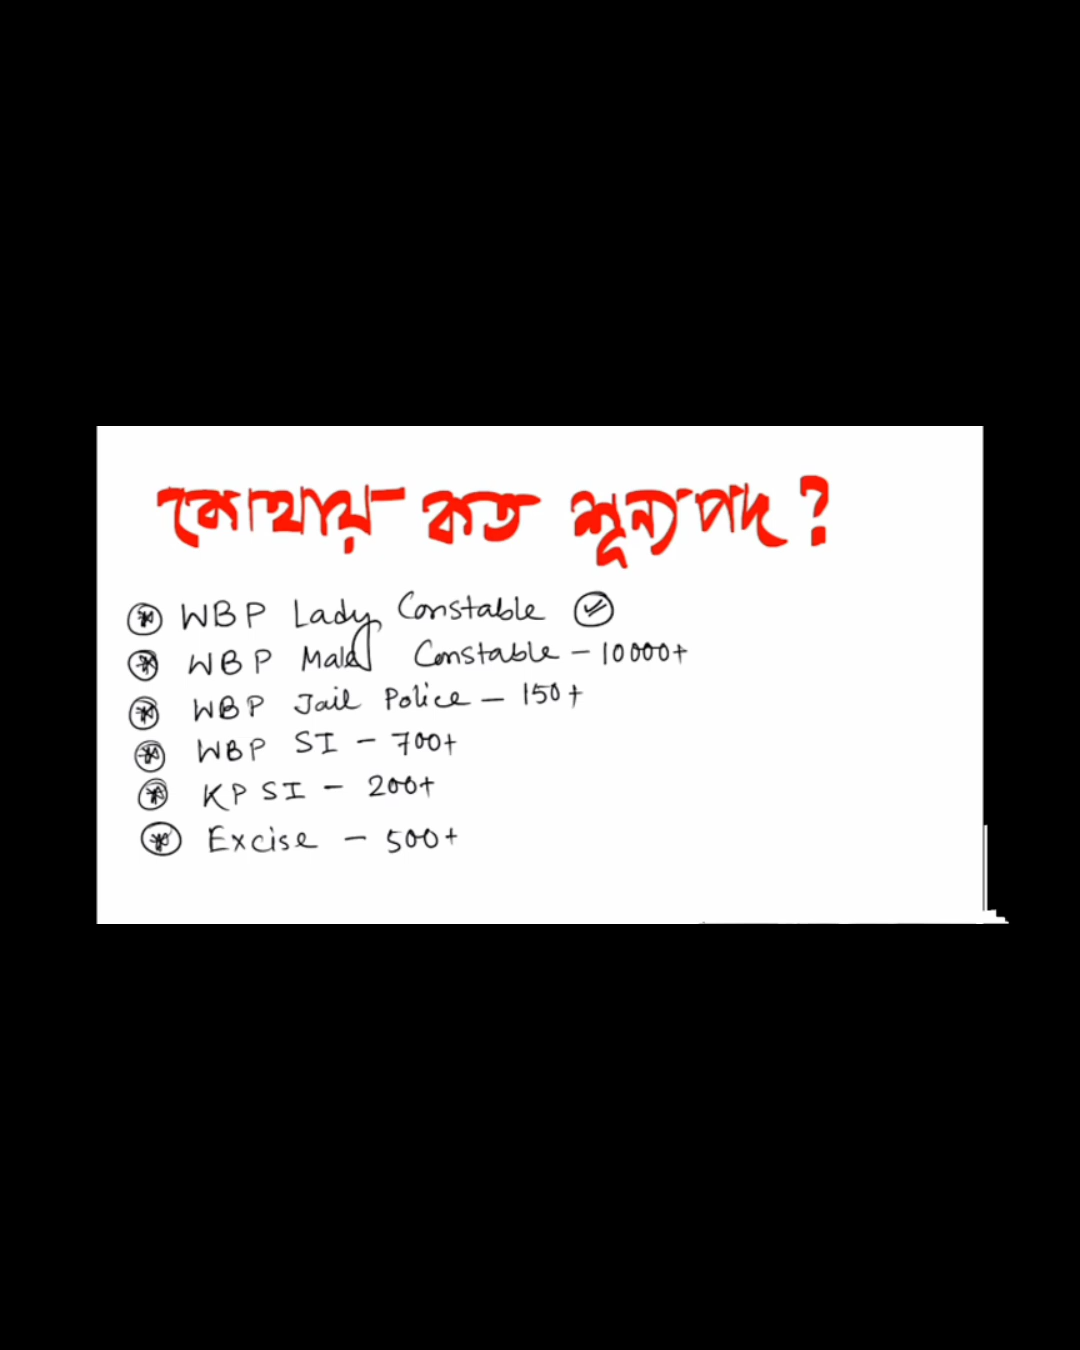 কোথায় কত শূন্যপদ ?
WBP Lady Constable
WBP Male Constable - 10000+
WBP Jail Police - 150+
WBP SI - 700+
KP SI - 200+
Excise - 500+